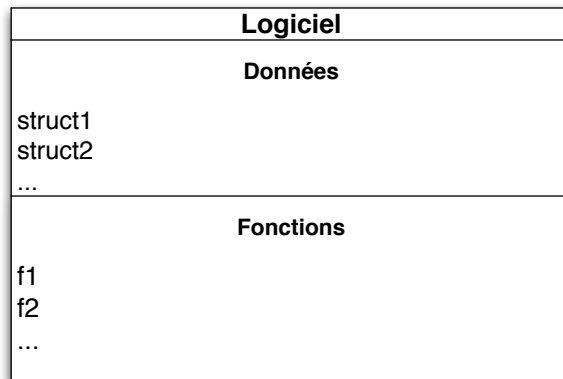 Logiciel
Données
struct1
struct2
...
Fonctions
f1
f2
...